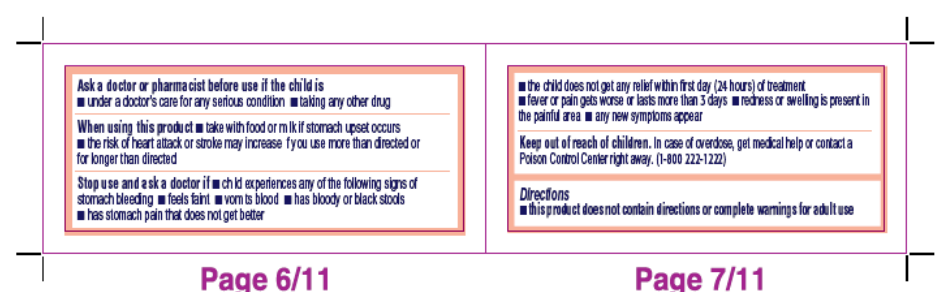 Ask a doctor or pharmacist before use if the child is
■ under a doctor's care for any serious condition ■ taking any other drug
When using this product ■ take with food or milk if stomach upset occurs
■ the risk of heart attack or stroke may increase if you use more than directed or
for longer than directed
Stop use and ask a doctor if ■ child experiences any of the following signs of
stomach bleeding ■ feels faint ■ vomits blood ■ has bloody or black stools
■ has stomach pain that does not get better
Page 6/11
■ the child does not get any relief within first day (24 hours) of treatment
■ fever or pain gets worse or lasts more than 3 days ■ redness or swelling is present in
the painful area ■ any new symptoms appear
Keep out of reach of children. In case of overdose, get medical help or contact a
Poison Control Center right away. (1-800 222-1222)
Directions
■ this product does not contain directions or complete warnings for adult use
Page 7/11